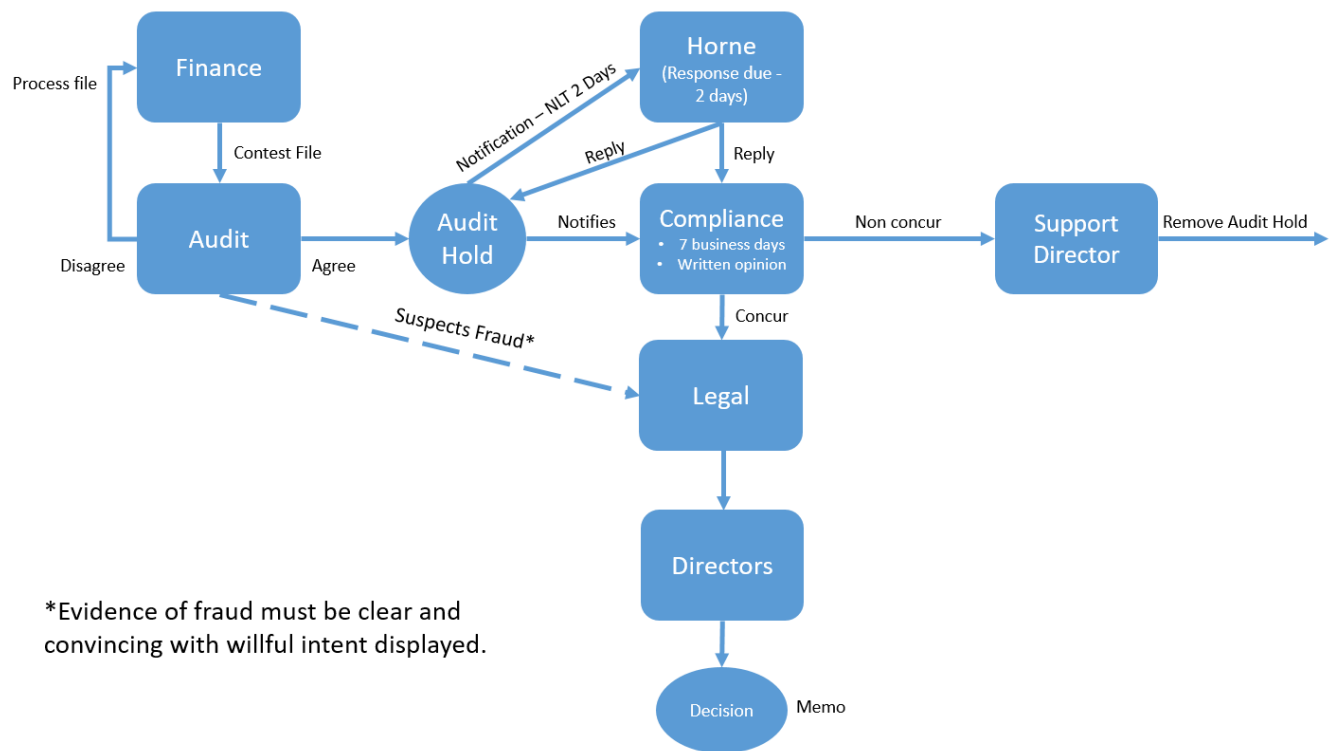 Finance
Process file
Contest File
Audit
Disagree
Agree
Audit
Hold
Notification – NLT 2 Days
Horne
(Response due -
2 days)
Reply
Reply
Notifies
Compliance
• 7 business days
• Written opinion
Non concur
Support
Director
Remove Audit Hold
Suspects Fraud*
Concur
Legal
Directors
Decision
Memo
*Evidence of fraud must be clear and
convincing with willful intent displayed.